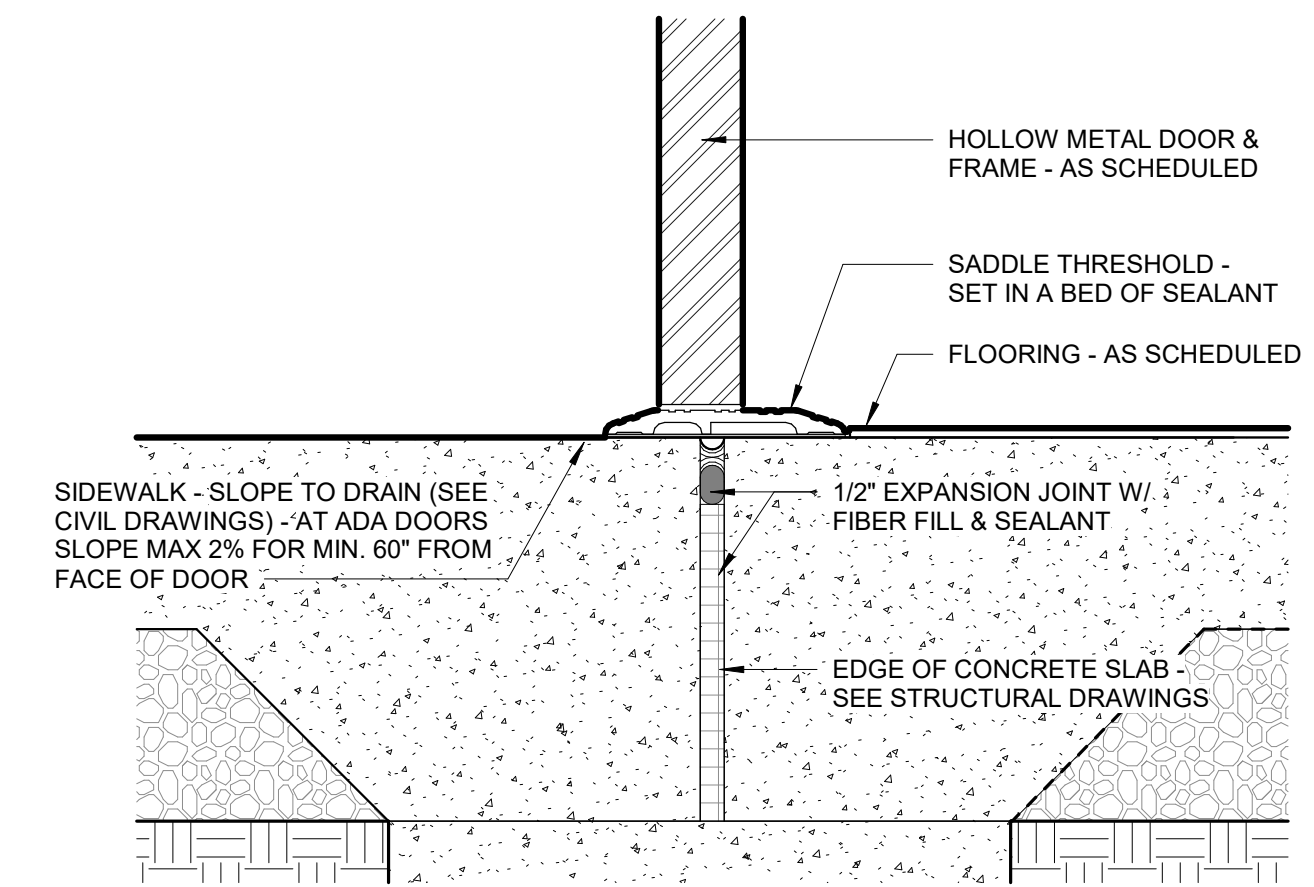 HOLLOW METAL DOOR &
FRAME - AS SCHEDULED
SADDLE THRESHOLD -
SET IN A BED OF SEALANT
FLOORING - AS SCHEDULED
SIDEWALK - SLOPE TO DRAIN (SEE
CIVIL DRAWINGS) - AT ADA DOORS
SLOPE MAX 2% FOR MIN. 60" FROM
FACE OF DOOR
1/2" EXPANSION JOINT W/
FIBER FILL & SEALANT
EDGE OF CONCRETE SLAB -
SEE STRUCTURAL DRAWINGS